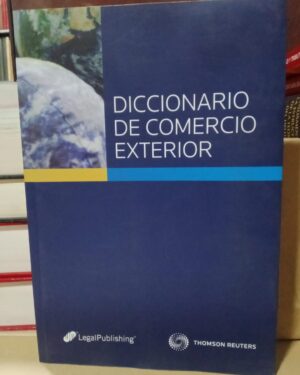 DICCIONARIO
DE COMERCIO
EXTERIOR
LegalPublishing®
THOMSON REUTERS